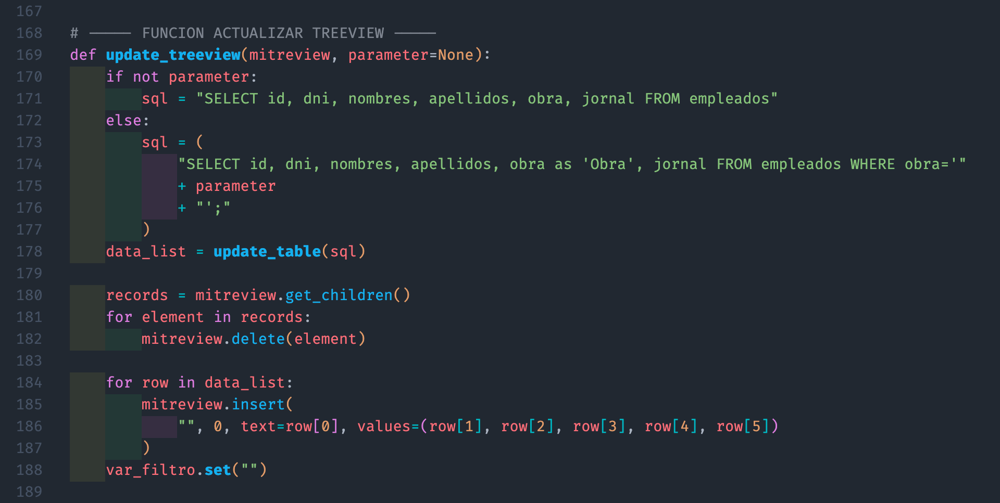 167
168 # ––––– FUNCION ACTUALIZAR TREEVIEW –––––
169 def update_treeview(mitreview, parameter=None):
170     if not parameter:
171         sql = "SELECT id, dni, nombres, apellidos, obra, jornal FROM empleados"
172     else:
173         sql = (
174             "SELECT id, dni, nombres, apellidos, obra as 'Obra', jornal FROM empleados WHERE obra='"
175             + parameter
176             + "';"
177         )
178     data_list = update_table(sql)
179
180     records = mitreview.get_children()
181     for element in records:
182         mitreview.delete(element)
183
184     for row in data_list:
185         mitreview.insert(
186             "", 0, text=row[0], values=(row[1], row[2], row[3], row[4], row[5])
187         )
188     var_filtro.set("")
189